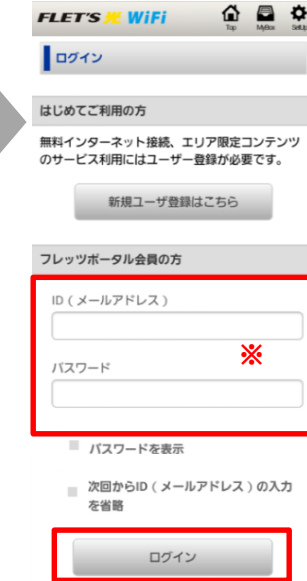 FLET'S WiFi
Top MyBox SetUp
ログイン
はじめてご利用の方
無料インターネット接続、エリア限定コンテンツ
のサービス利用にはユーザー登録が必要です。
新規ユーザ登録はこちら
フレッツポータル会員の方
ID(メールアドレス)
※
パスワード
パスワードを表示
次回からID(メールアドレス)の入力
を省略
ログイン